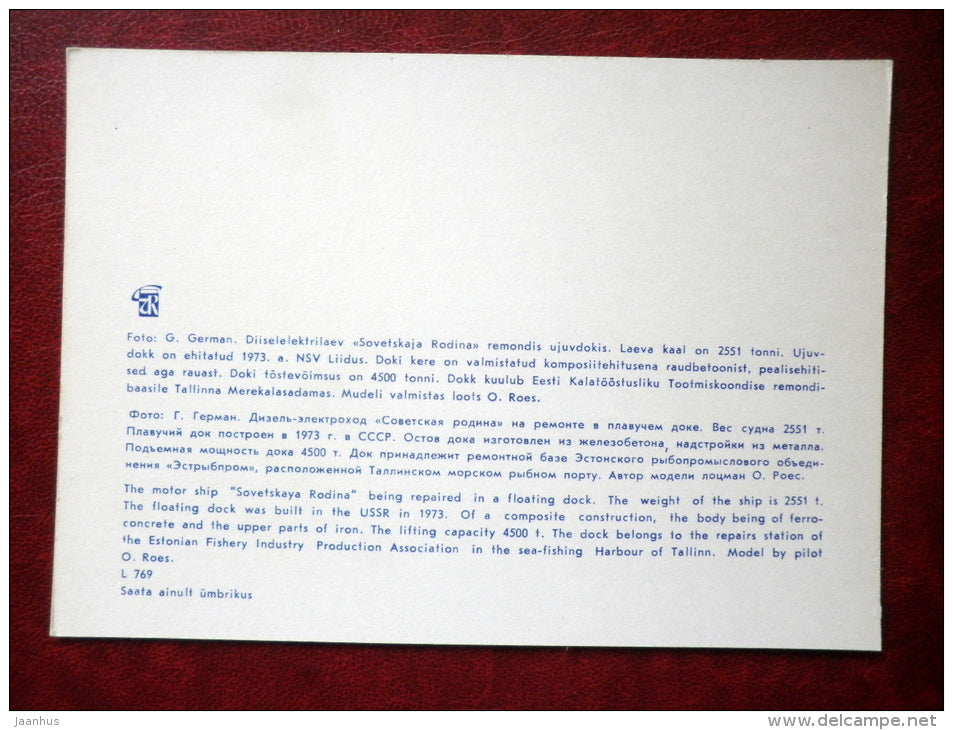 Foto: G. German. Diiselelektrilaev «Sovetskaja Rodina» remondis ujuvdokis. Laeva kaal on 2551 tonni. Ujuv-
dokk on ehitatud 1973. a. NSV Liidus. Doki kere on valmistatud komposiitehitusena raudbetoonist, pealisehiti-
sed aga rauast. Doki tõstevõimsus on 4500 tonni. Dokk kuulub Eesti Kalatööstusliku Tootmiskoondise remondi-
baasile Tallinna Merekalasadamas. Mudeli valmistas loots O. Roes.
Фото: Г. Герман. Дизель-электроход «Советская родина» на ремонте в плавучем доке. Вес судна 2551 т.
Плавучий док построен в 1973 г. в СССР. Остов дока изготовлен из железобетона, надстройки из металла.
Подъемная мощность дока 4500 т. Док принадлежит ремонтной базе Эстонского рыбопромыслового объеди-
нения «Эстрыбпром», расположенной Таллинском морском рыбном порту. Автор модели лоцман О. Роес.
The motor ship "Sovetskaya Rodina" being repaired in a floating dock. The weight of the ship is 2551 t.
The floating dock was built in the USSR in 1973. Of a composite construction, the body being of ferro-
concrete and the upper parts of iron. The lifting capacity 4500 t. The dock belongs to the repairs station of
the Estonian Fishery Industry Production Association in the sea-fishing Harbour of Tallinn. Model by pilot
O. Roes.
L 769
Saata ainult ümbrikus
jaanhus
www.delcampe.net